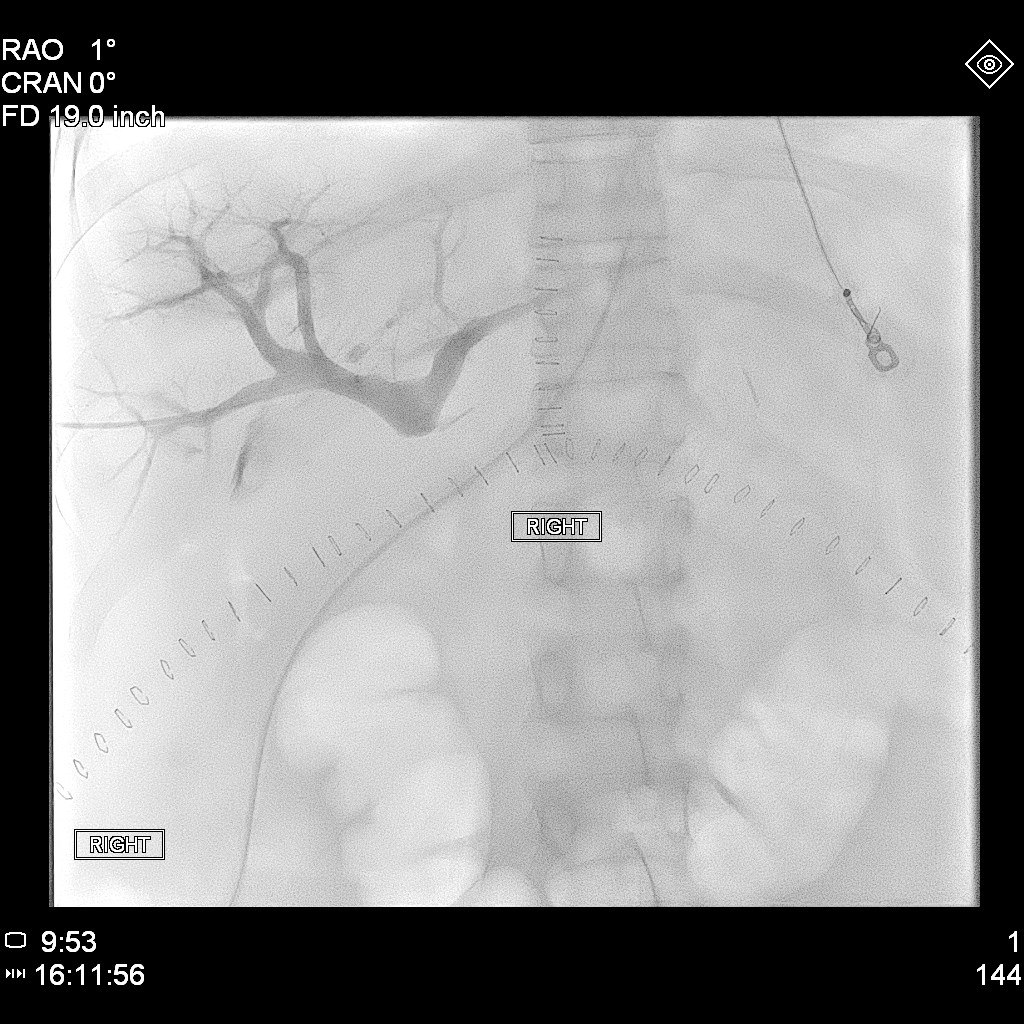 RAO 1°
CRAN 0°
FD 19.0 inch
RIGHT
RIGHT
9:53
1
16:11:56
144